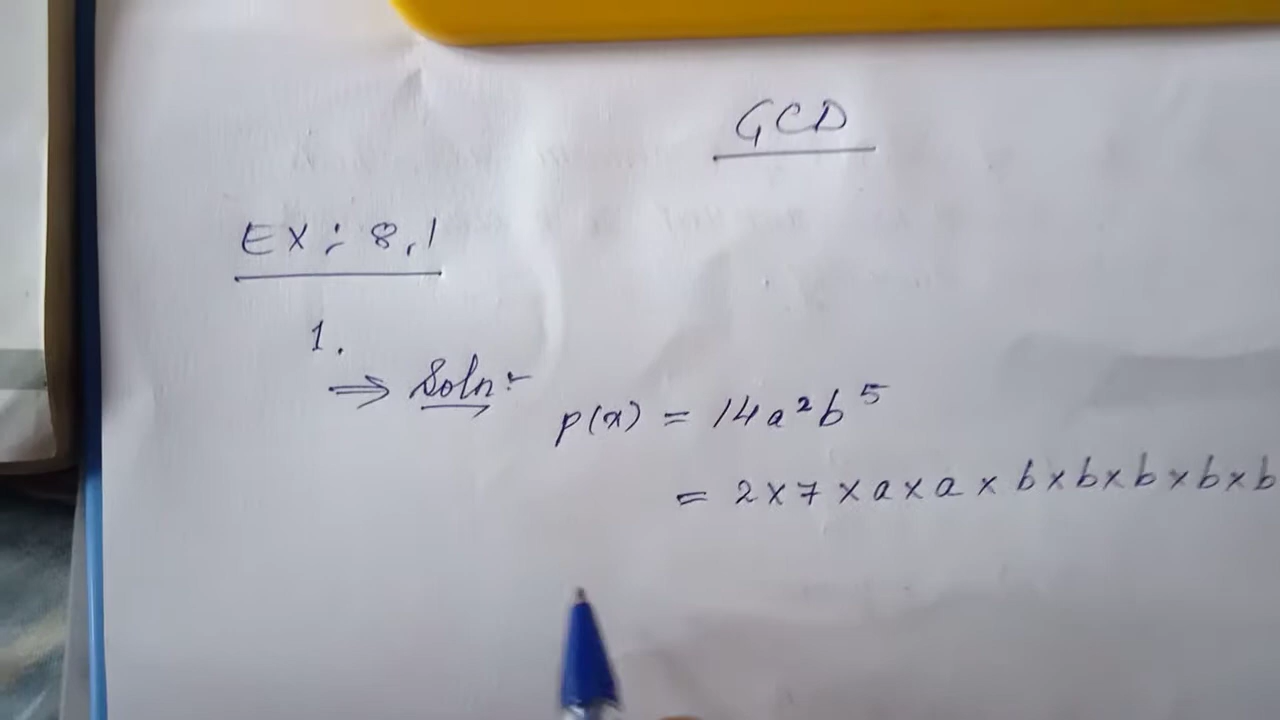 GCD
EX:- 8.1
1.
⇒ Soln:-
p(x) = 14a²b⁵
= 2×7×a×a×b×b×b×b×b